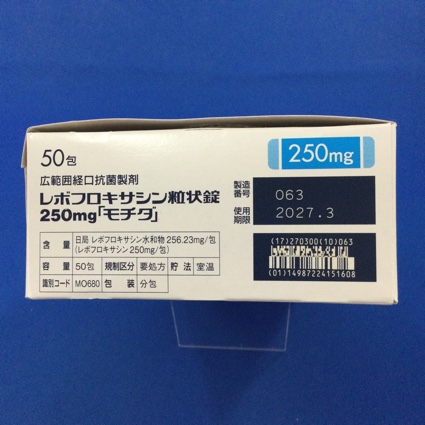 50包
250mg
広範囲経口抗菌製剤
レボフロキサシン粒状錠
250mg「モチダ」
製造番号 063
使用期限 2027.3
含量 日局 レボフロキサシン水和物 256.23mg/包
(レボフロキサシン 250mg/包)
容量 50包 規制区分 要処方 貯法 室温
識別コード MO680 包装 分包
(17)270300(10)063
(01)14987224151608